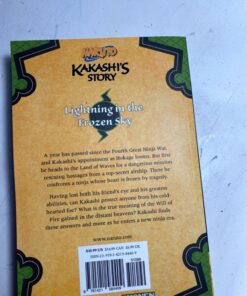 NARUTO
KAKASHI'S
STORY
Lightning in the
Frozen Sky
A year has passed since the Fourth Great Ninja War,
and Kakashi's appointment as Hokage looms. But first
he heads to the Land of Waves for a dangerous mission
rescuing hostages from a top-secret airship. There he
confronts a ninja whose heart is frozen by tragedy.
Having lost both his friend's eye and his greatest
abilities, can Kakashi protect anyone from his cold-
hearted foe? What is the true meaning of the Will of
Fire gained in the distant heavens? Kakashi finds
these answers and more as he enters a new ninja era.